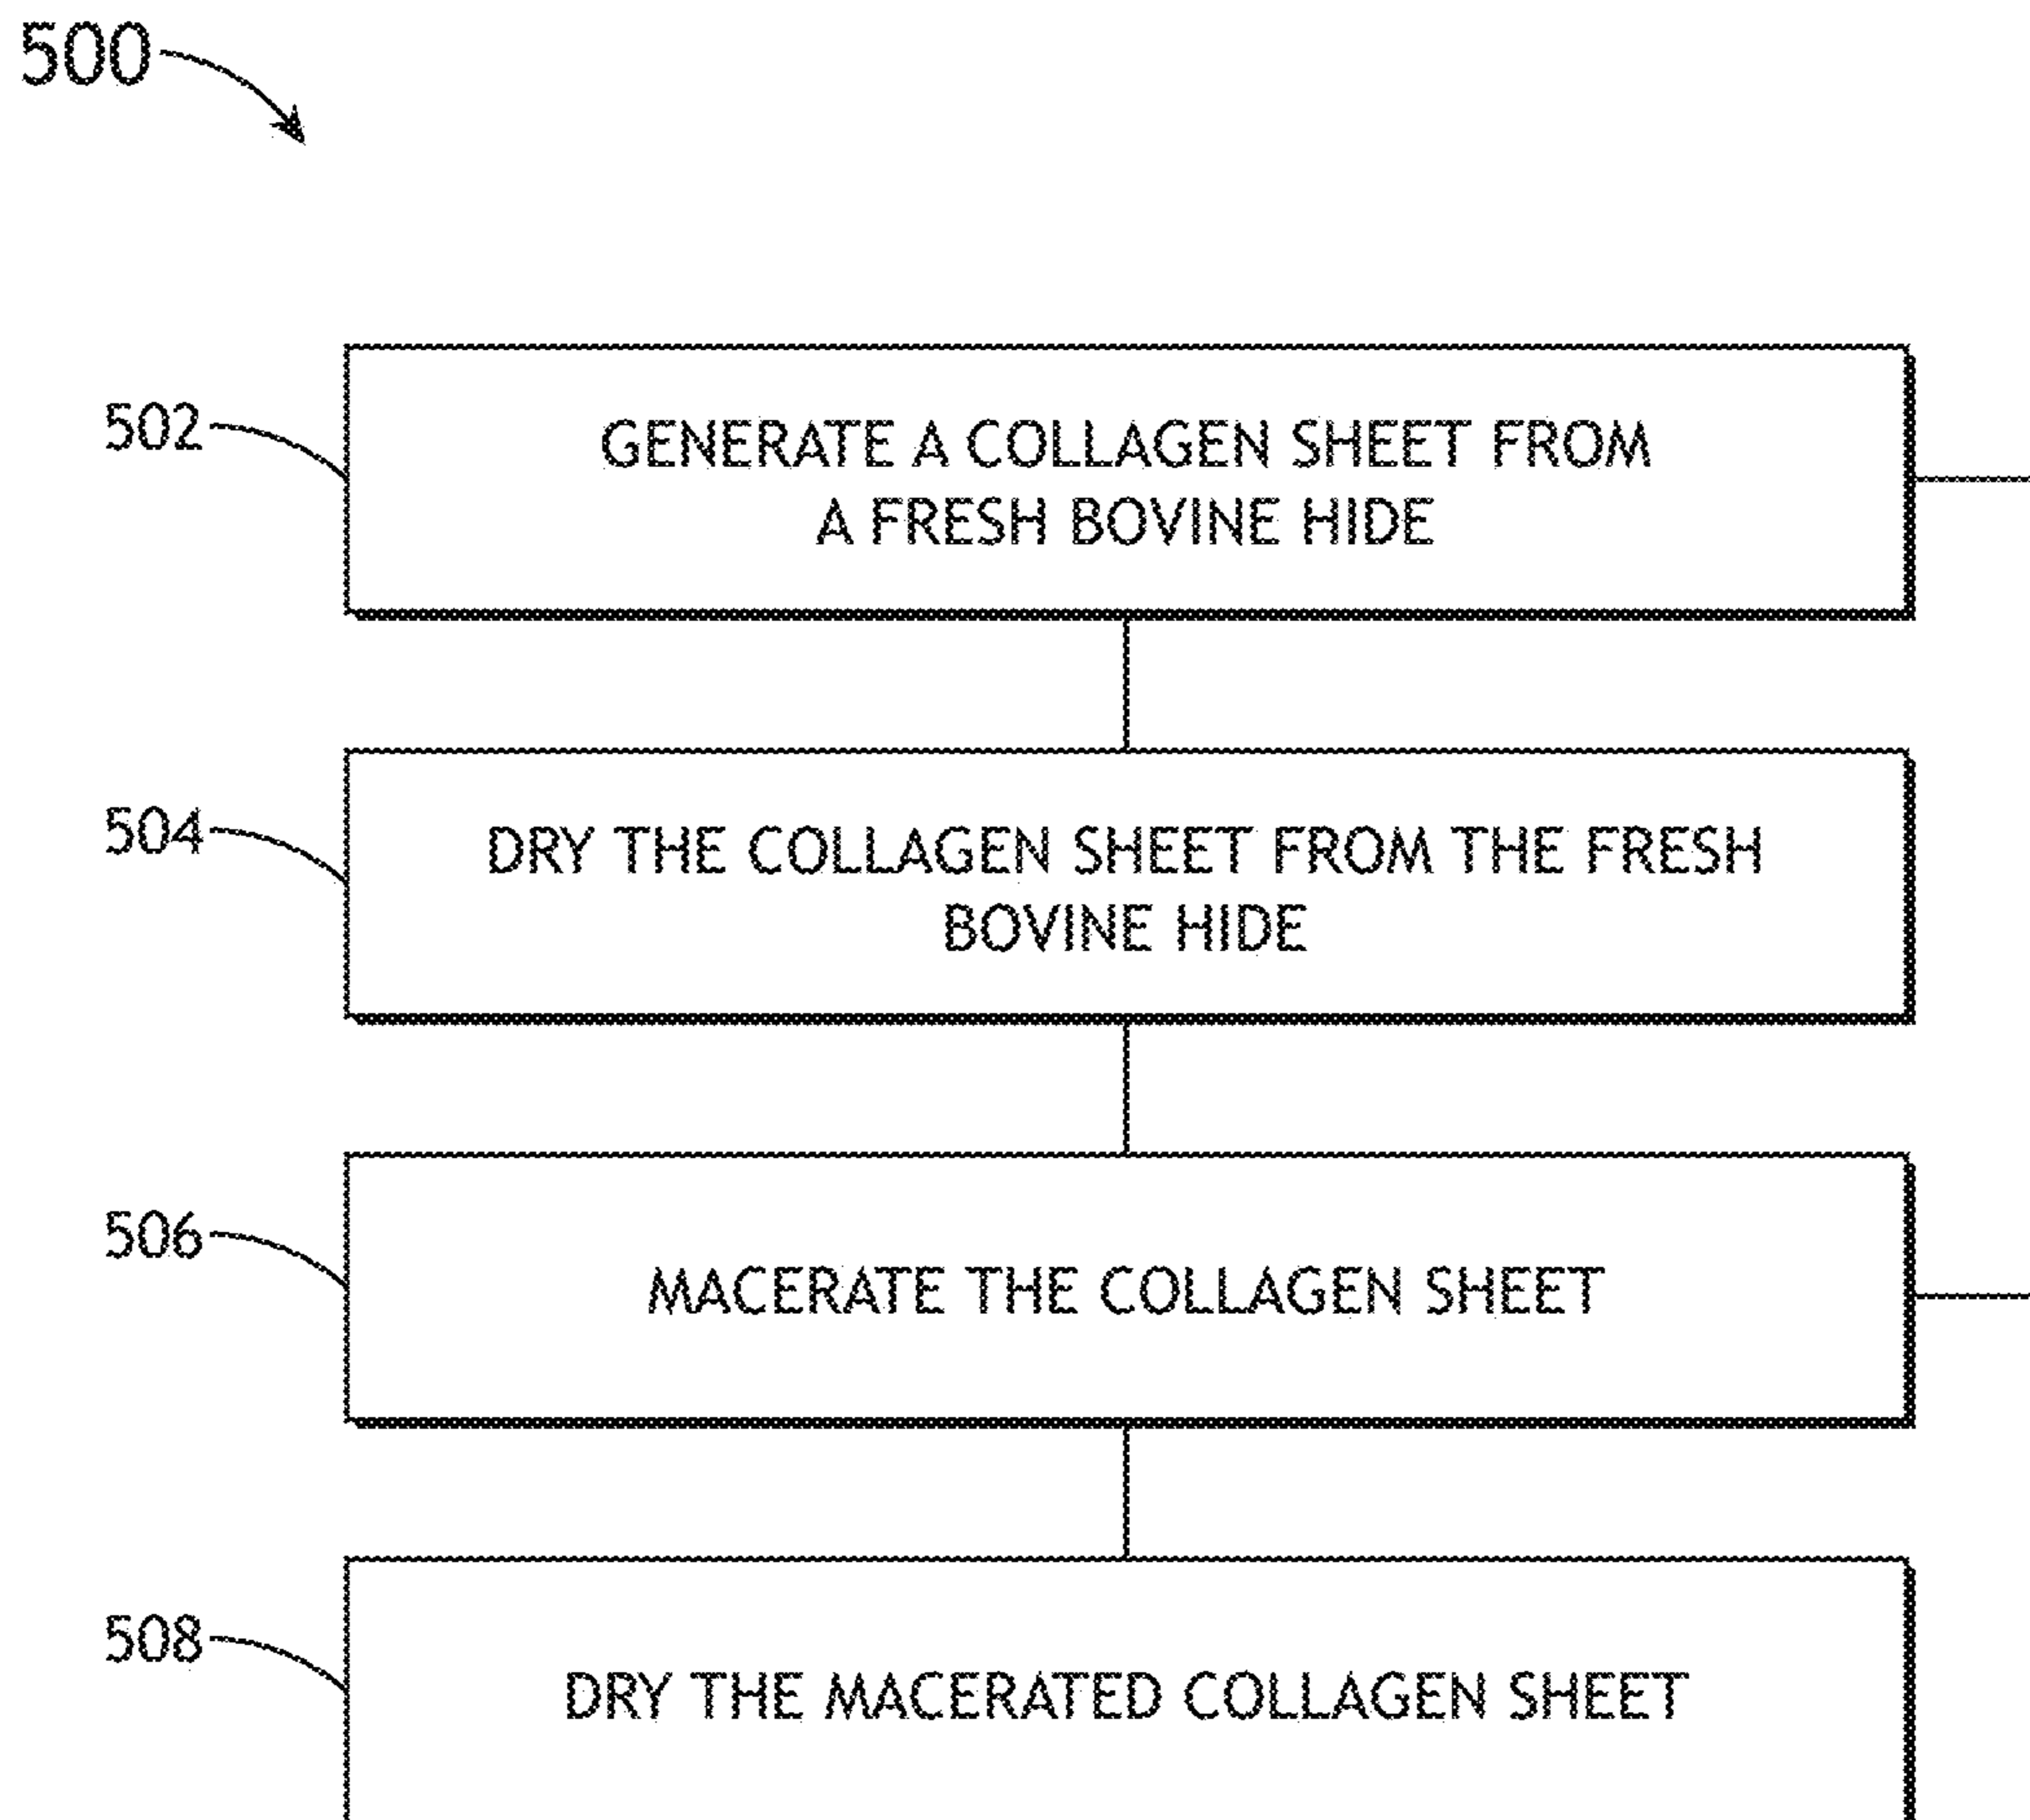 500
502
GENERATE A COLLAGEN SHEET FROM
A FRESH BOVINE HIDE
504
DRY THE COLLAGEN SHEET FROM THE FRESH
BOVINE HIDE
506
MACERATE THE COLLAGEN SHEET
508
DRY THE MACERATED COLLAGEN SHEET